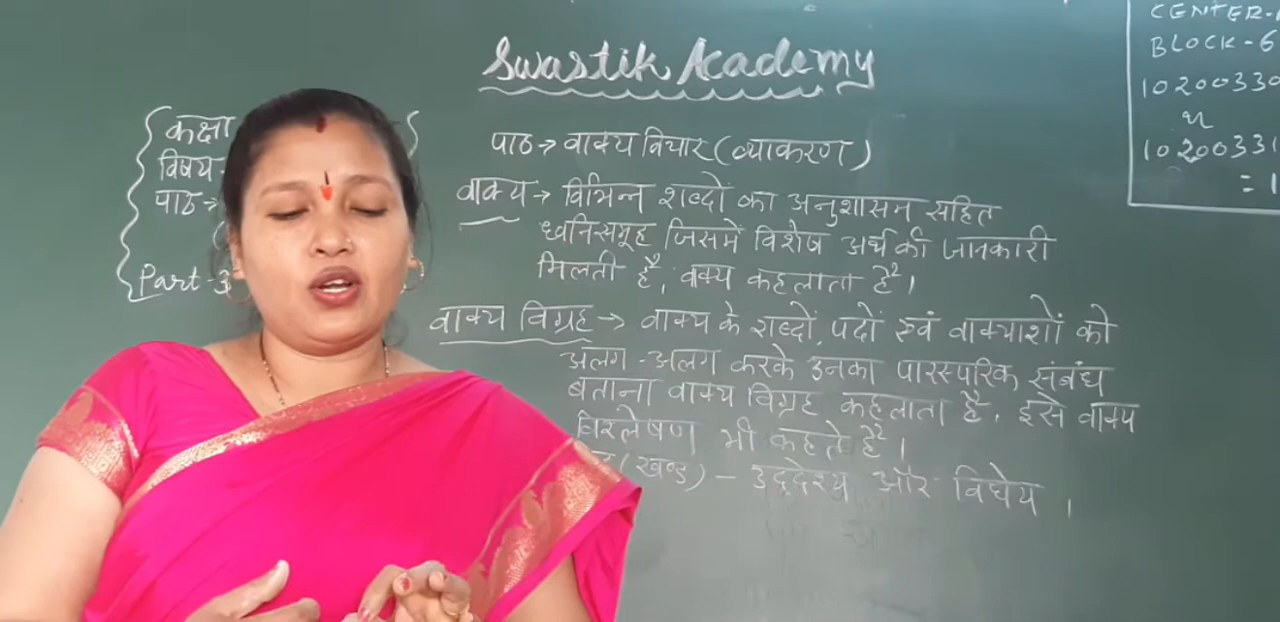 Swastik Academy
कक्षा
विषय-
पाठ→
Part-3
पाठ→ वाक्य विचार (व्याकरण)
वाक्य → विभिन्न शब्दों का अनुशासन सहित
ध्वनिसमूह जिसमें विशेष अर्थ की जानकारी
मिलती है, वाक्य कहलाता है।
वाक्य विग्रह → वाक्य के शब्दों, पदों एवं वाक्याशों को
अलग-अलग करके उनका पारस्परिक संबंध
बताना वाक्य विग्रह कहलाता है. इसे वाक्य
विश्लेषण भी कहते हैं।
(खण्ड) - उद्देश्य और विधेय ।
CENTER-
BLOCK-6
10200330
10200331
= 1